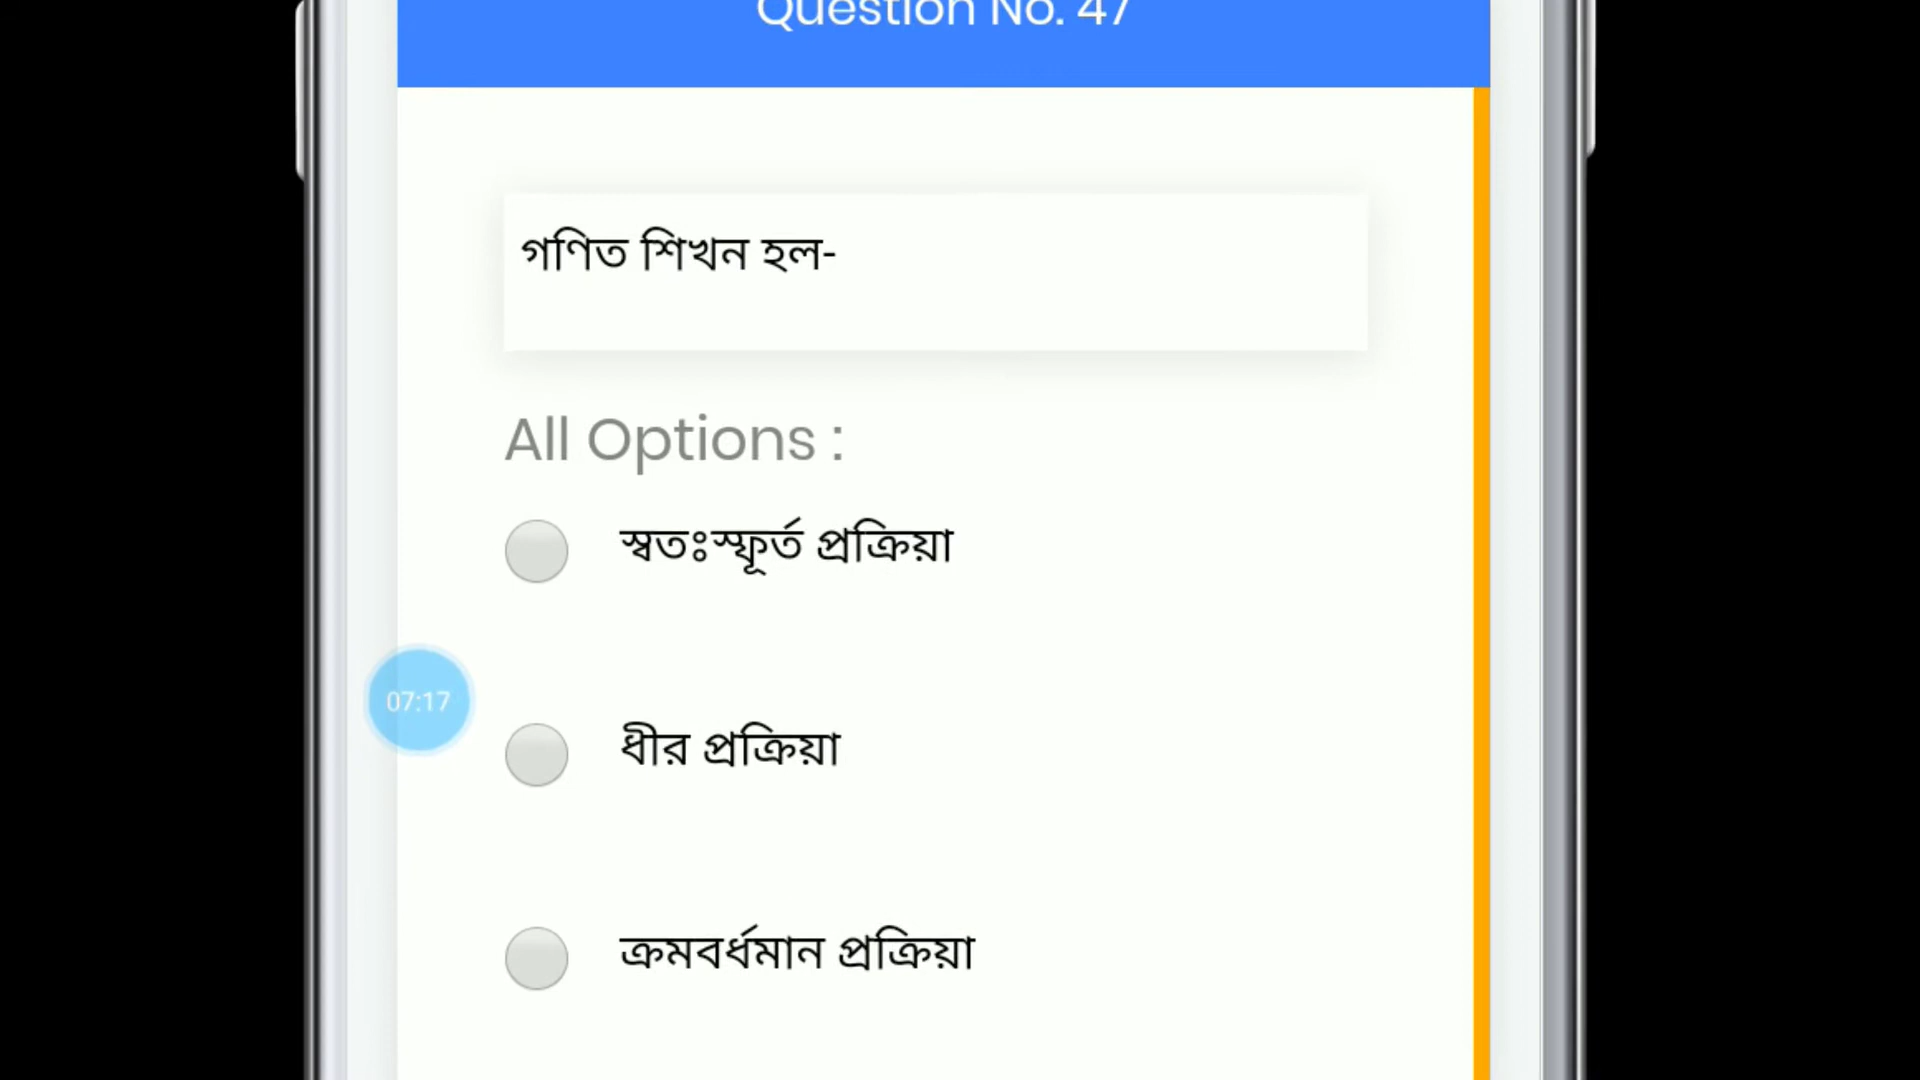 Question No. 47
গণিত শিখন হল-
All Options :
স্বতঃস্ফূর্ত প্রক্রিয়া
07:17
ধীর প্রক্রিয়া
ক্রমবর্ধমান প্রক্রিয়া